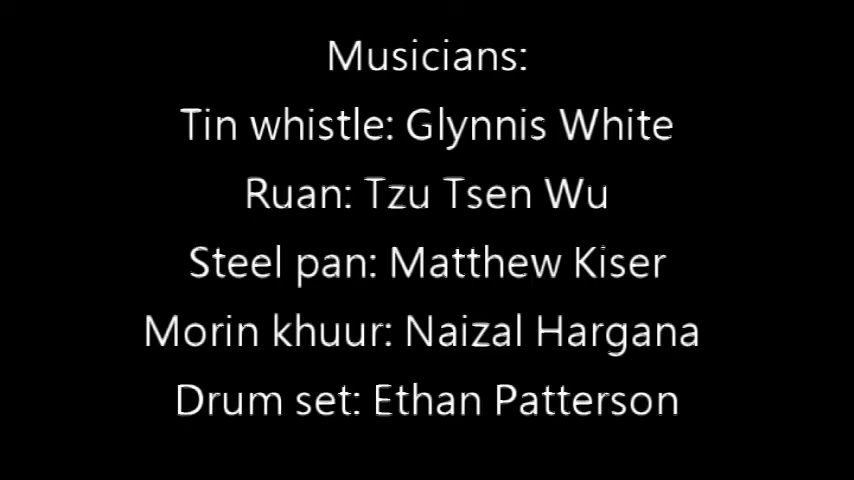 Musicians:
Tin whistle: Glynnis White
Ruan: Tzu Tsen Wu
Steel pan: Matthew Kiser
Morin khuur: Naizal Hargana
Drum set: Ethan Patterson